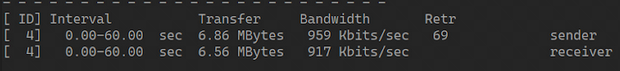 - - - - - - - - - - - - - - - - - - - - - - - - -
[ ID] Interval Transfer Bandwidth Retr
[ 4] 0.00-60.00 sec 6.86 MBytes 959 Kbits/sec 69 sender
[ 4] 0.00-60.00 sec 6.56 MBytes 917 Kbits/sec receiver